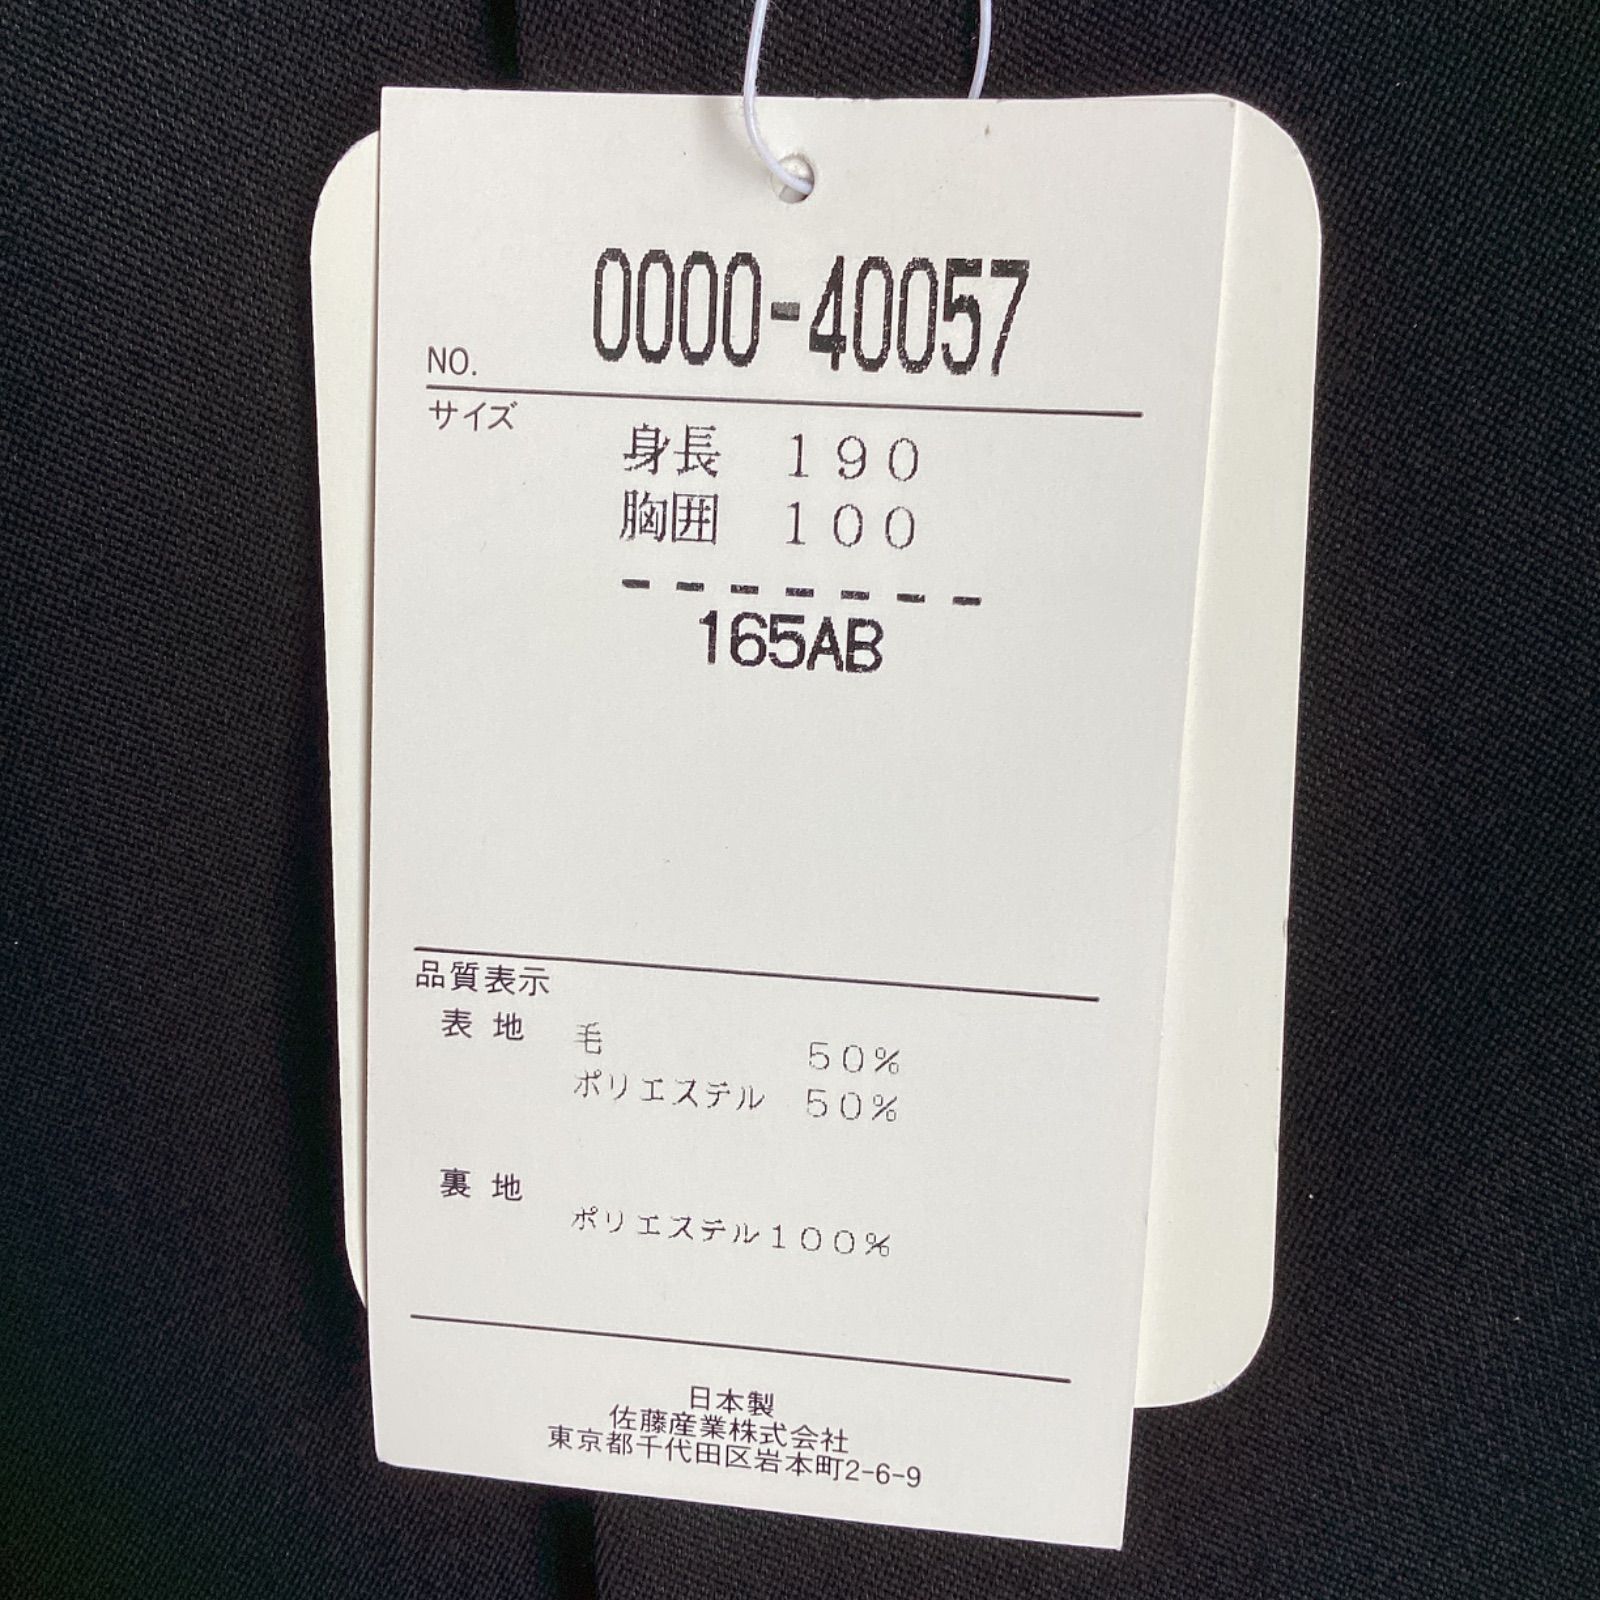 0000-40057
NO.
サイズ
身長 190
胸囲 100
-------
165AB
品質表示
表地 毛 50%
ポリエステル 50%
裏地
ポリエステル100%
日本製
佐藤産業株式会社
東京都千代田区岩本町2-6-9